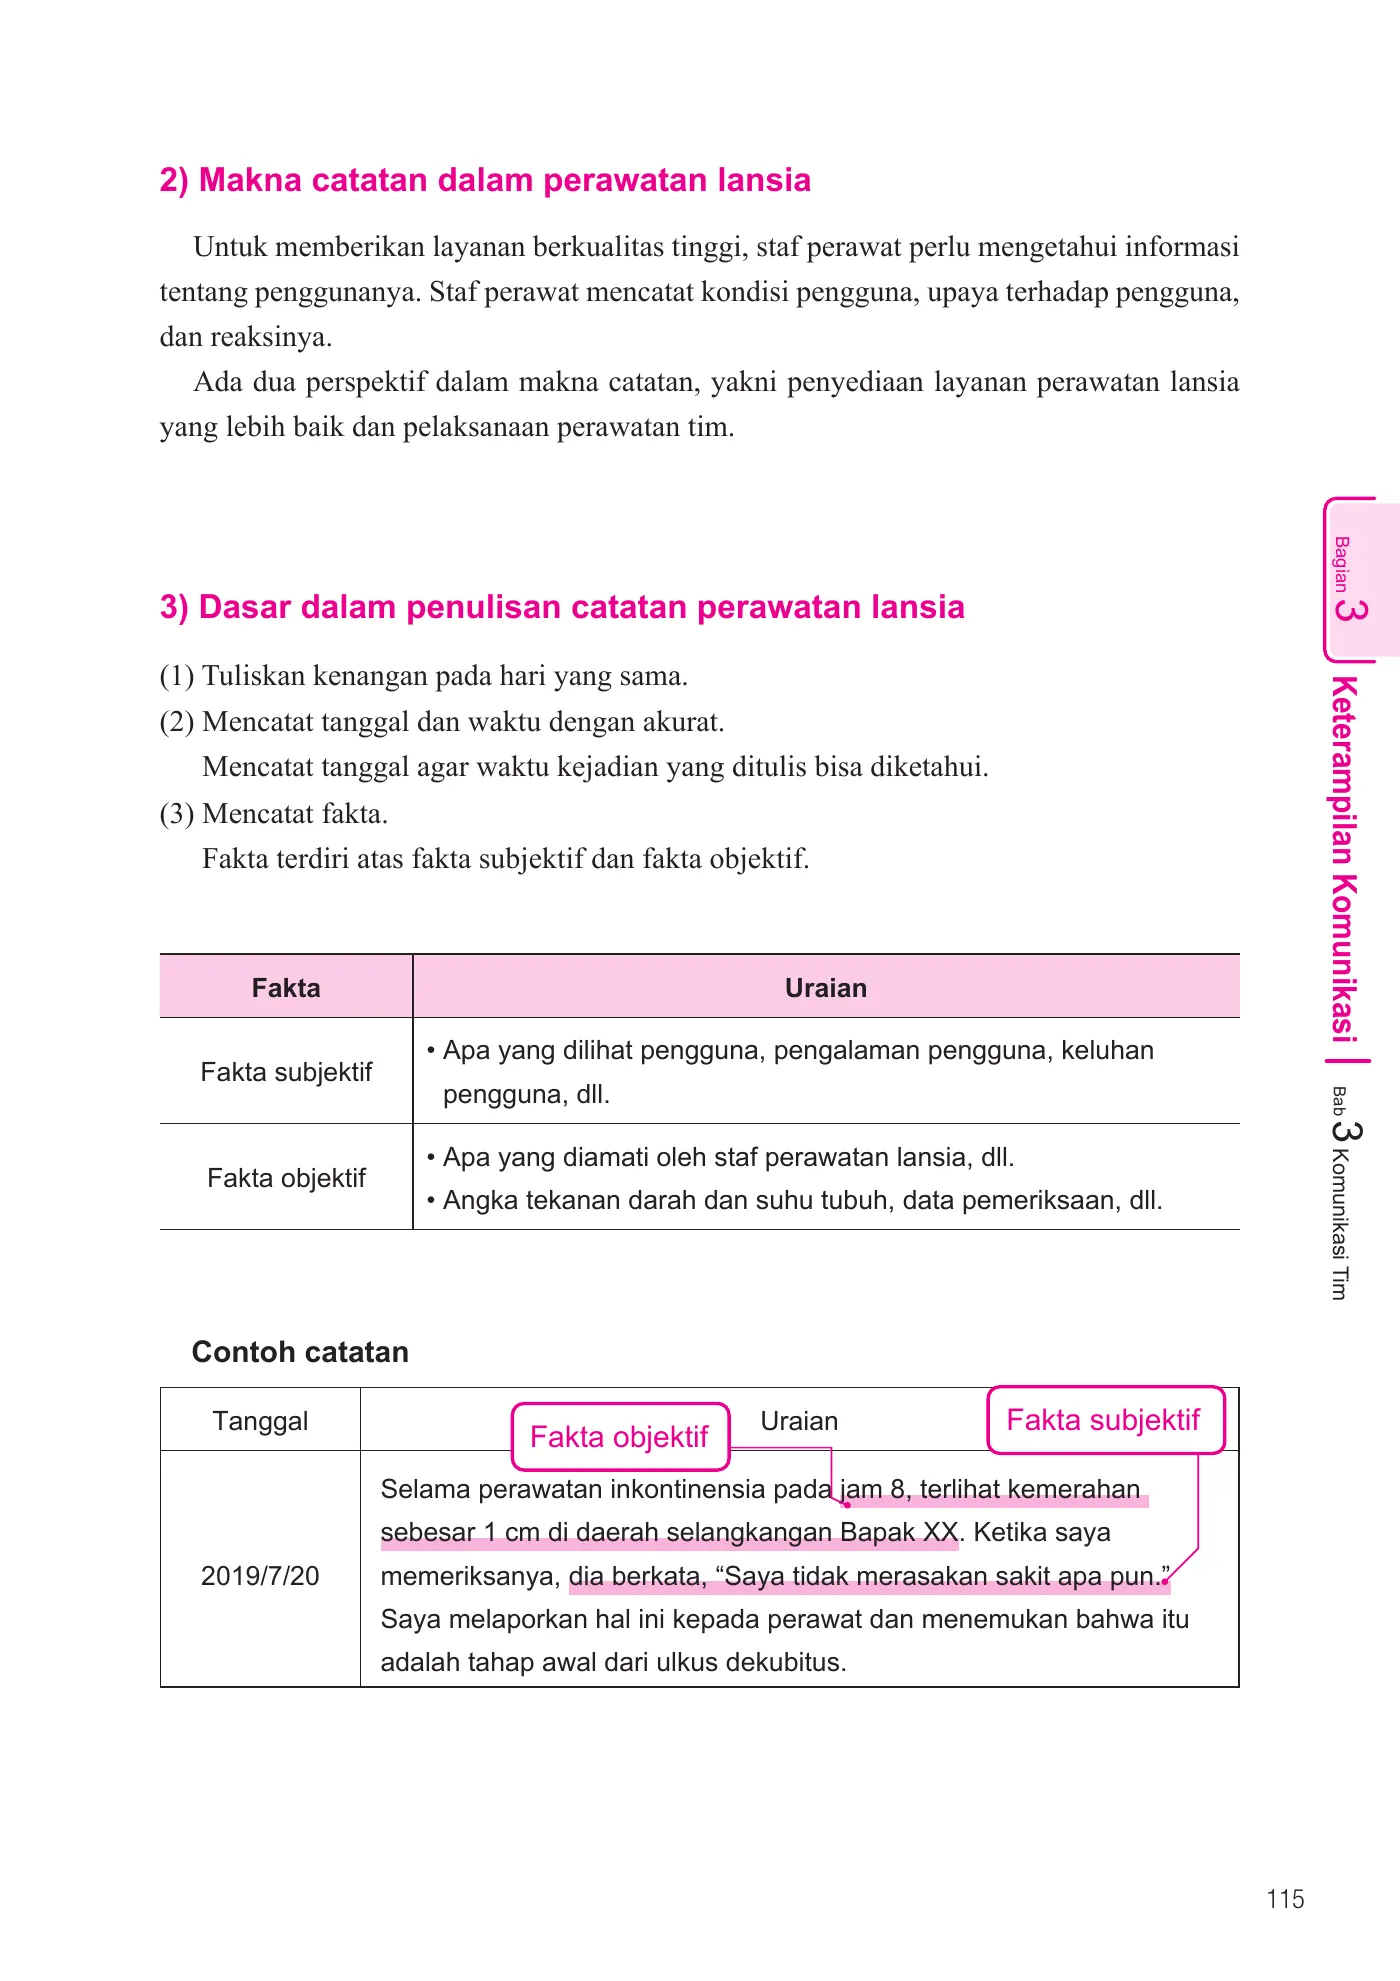 2) Makna catatan dalam perawatan lansia
Untuk memberikan layanan berkualitas tinggi, staf perawat perlu mengetahui informasi
tentang penggunanya. Staf perawat mencatat kondisi pengguna, upaya terhadap pengguna,
dan reaksinya.
Ada dua perspektif dalam makna catatan, yakni penyediaan layanan perawatan lansia
yang lebih baik dan pelaksanaan perawatan tim.
3) Dasar dalam penulisan catatan perawatan lansia
(1) Tuliskan kenangan pada hari yang sama.
(2) Mencatat tanggal dan waktu dengan akurat.
Mencatat tanggal agar waktu kejadian yang ditulis bisa diketahui.
(3) Mencatat fakta.
Fakta terdiri atas fakta subjektif dan fakta objektif.
Fakta
Uraian
Fakta subjektif
• Apa yang dilihat pengguna, pengalaman pengguna, keluhan
pengguna, dll.
Fakta objektif
• Apa yang diamati oleh staf perawatan lansia, dll.
• Angka tekanan darah dan suhu tubuh, data pemeriksaan, dll.
Contoh catatan
Tanggal
Uraian
Fakta objektif
Fakta subjektif
2019/7/20
Selama perawatan inkontinensia pada jam 8, terlihat kemerahan
sebesar 1 cm di daerah selangkangan Bapak XX. Ketika saya
memeriksanya, dia berkata, “Saya tidak merasakan sakit apa pun.”
Saya melaporkan hal ini kepada perawat dan menemukan bahwa itu
adalah tahap awal dari ulkus dekubitus.
Bagian 3
Keterampilan Komunikasi
Bab 3 Komunikasi Tim
115